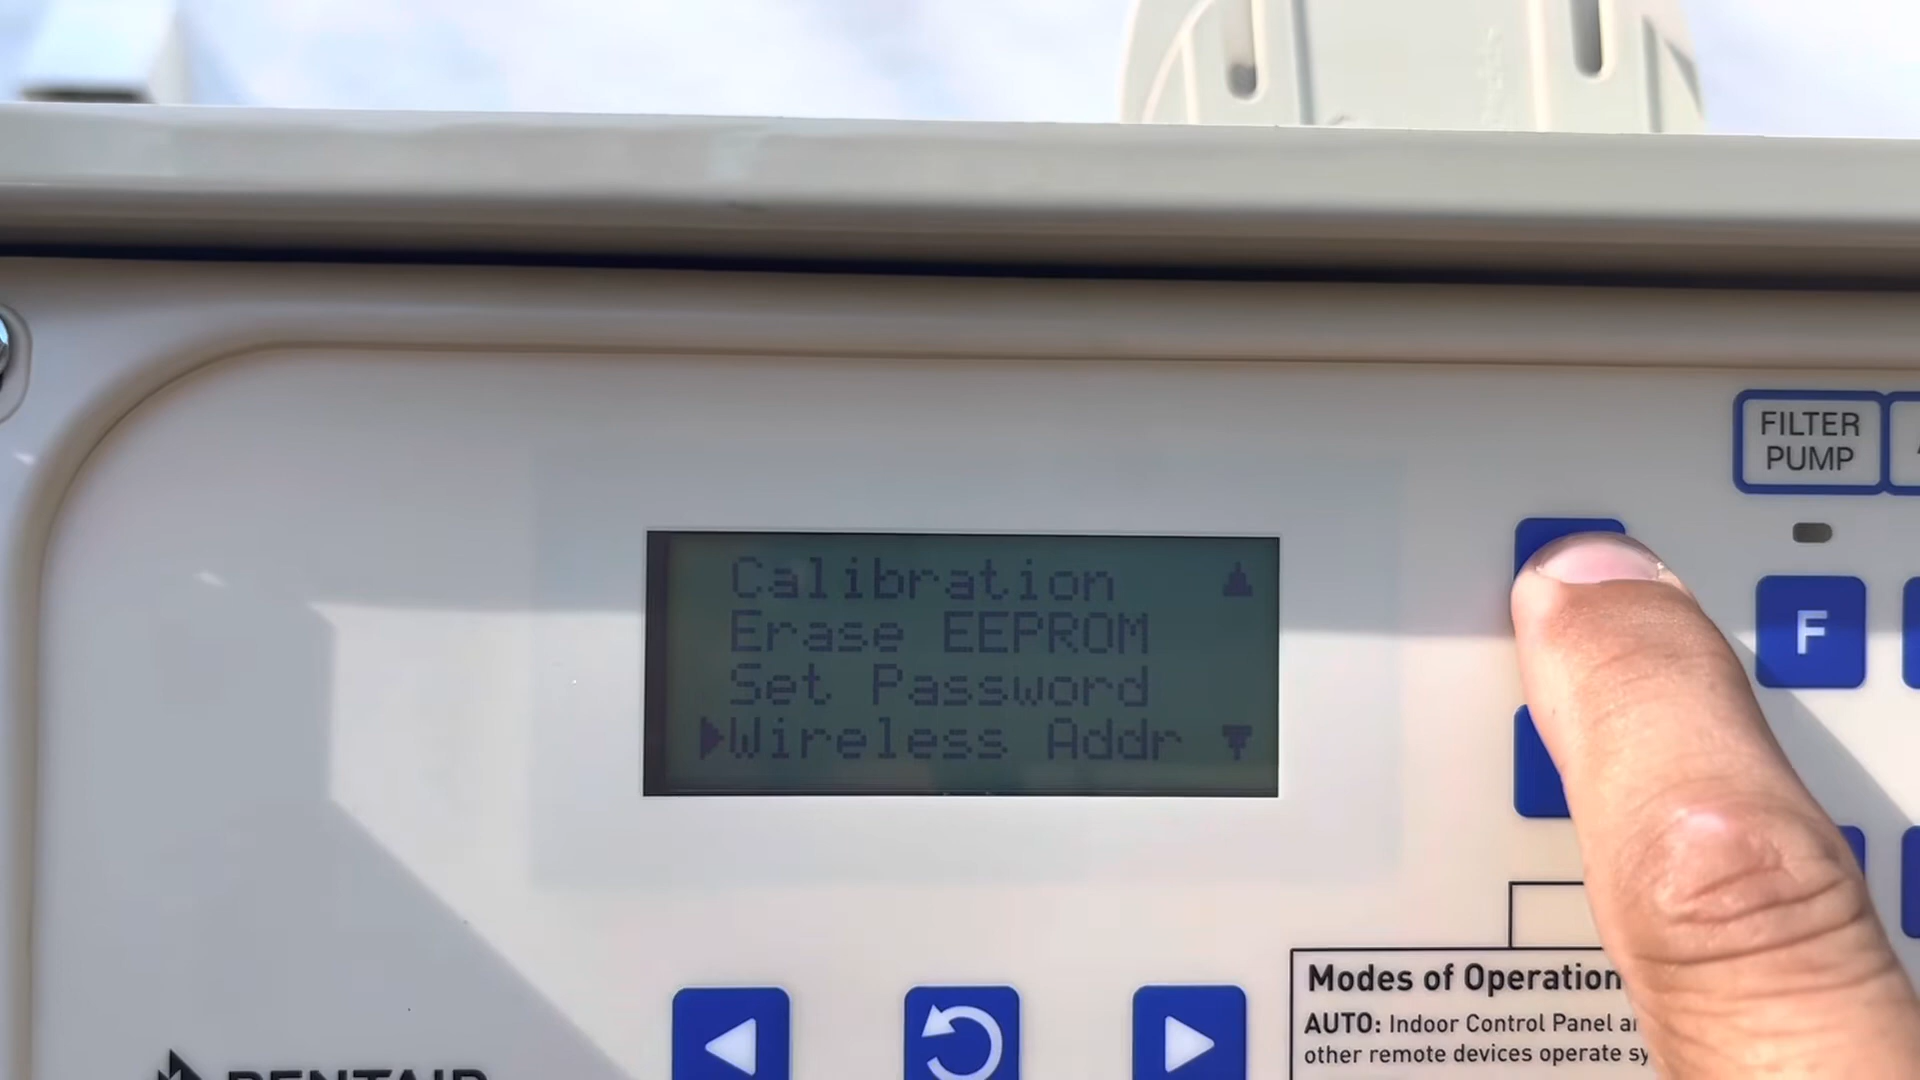 FILTER
PUMP
Calibration
Erase EEPROM
Set Password
Wireless Addr
F
Modes of Operation
AUTO: Indoor Control Panel
other remote devices operate
PENTAIR